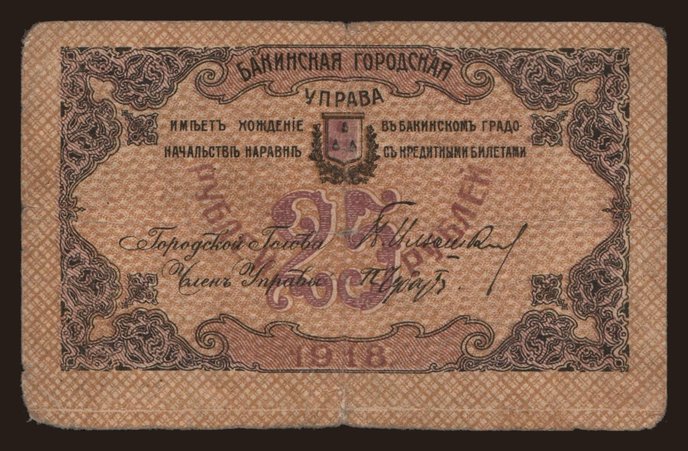 БАКИНСКАЯ ГОРОДСКАЯ
УПРАВА
ИМѢЕТЪ ХОЖДЕНІЕ ВЪ БАКИНСКОМЪ ГРАДО-
НАЧАЛЬСТВѢ НАРАВНѢ СЪ КРЕДИТНЫМИ БИЛЕТАМИ
РУБЛЕЙ 25 РУБЛЕЙ
Городской Голова
Членъ Управы
1918